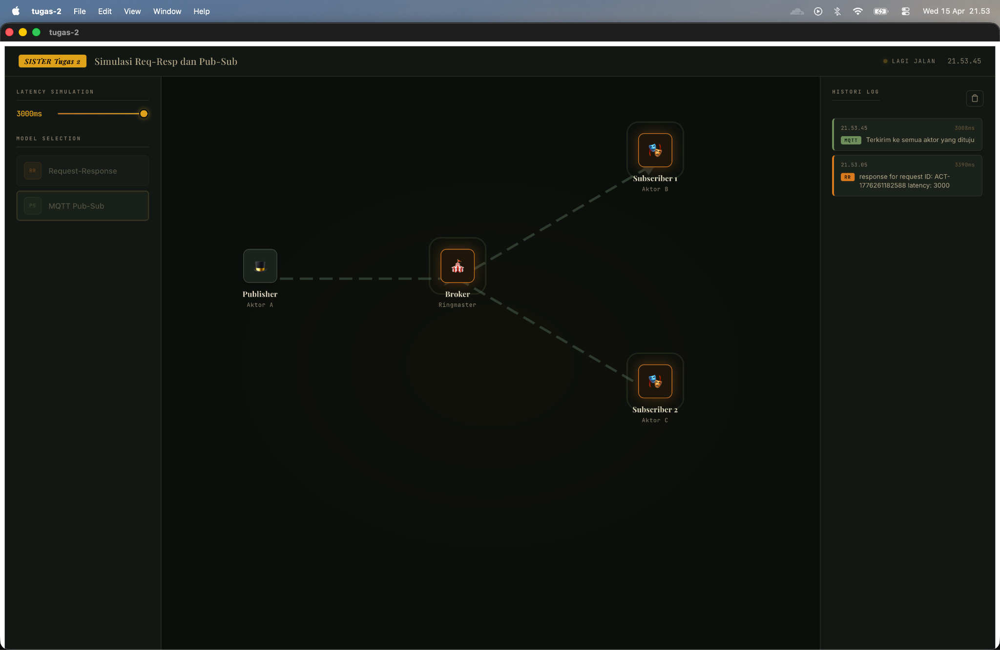 tugas-2 File Edit View Window Help
Wed 15 Apr 21.53
tugas-2
SISTER Tugas 2
Simulasi Req-Resp dan Pub-Sub
LAGI JALAN 21.53.45
LATENCY SIMULATION
3000ms
MODEL SELECTION
RR Request-Response
PS MQTT Pub-Sub
Subscriber 1
Aktor B
Publisher
Aktor A
Broker
Ringmaster
Subscriber 2
Aktor C
HISTORI LOG
21.53.45 3008ms
MQTT Terkirim ke semua aktor yang dituju
21.53.05 3390ms
RR response for request ID: ACT-
1776261182588 latency: 3000